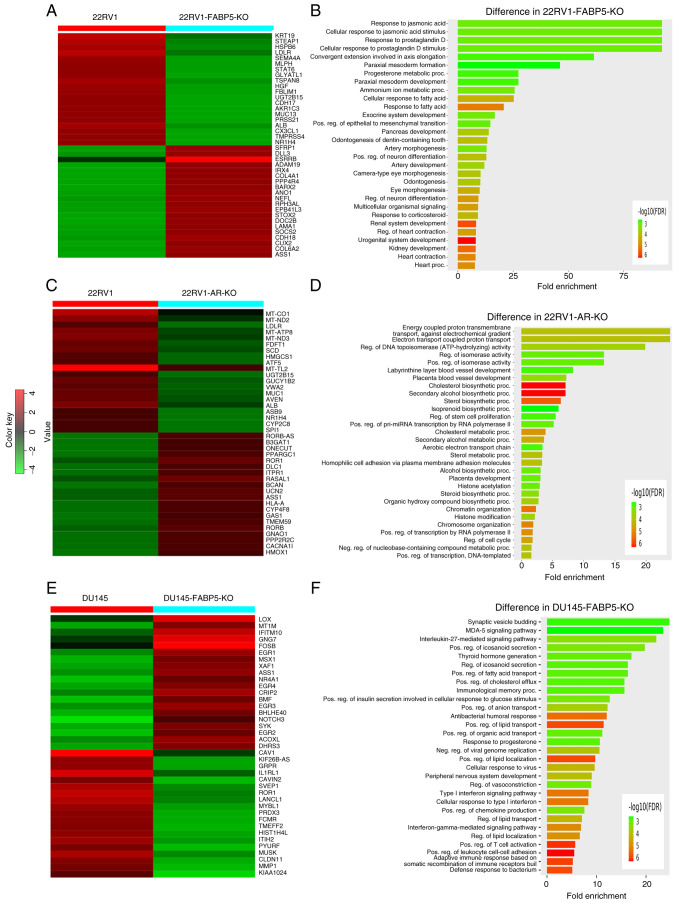 A
22RV1
22RV1-FABP5-KO
KRT19
STEAP1
HSPB6
LDLR
SEMA4A
MLPH
STAT6
GLYATL1
TSPAN8
HGF
FBLIM1
UGT2B15
CDH17
AKR1C3
MUC13
PRSS21
ALB
CX3CL1
TMPRSS4
NR1H4
SFRP1
DLL3
ESRRB
ADAM19
IRX4
COL4A1
PPP4R4
BARX2
ANO1
NEFL
RPH3AL
EPB41L3
STOX2
DOC2B
LAMA1
SOCS2
CDH18
CUX2
COL6A2
ASS1
B
Difference in 22RV1-FABP5-KO
Response to jasmonic acid
Cellular response to jasmonic acid stimulus
Response to prostaglandin D
Cellular response to prostaglandin D stimulus
Convergent extension involved in axis elongation
Paraxial mesoderm formation
Progesterone metabolic proc.
Paraxial mesoderm development
Ammonium ion metabolic proc.
Cellular response to fatty acid
Response to fatty acid
Exocrine system development
Pos. reg. of epithelial to mesenchymal transition
Pancreas development
Odontogenesis of dentin-containing tooth
Artery morphogenesis
Pos. reg. of neuron differentiation
Artery development
Camera-type eye morphogenesis
Odontogenesis
Eye morphogenesis
Reg. of neuron differentiation
Multicellular organismal signaling
Response to corticosteroid
Renal system development
Reg. of heart contraction
Urogenital system development
Kidney development
Heart contraction
Heart proc.
0 25 50 75
Fold enrichment
-log10(FDR)
3
4
5
6
C
22RV1
22RV1-AR-KO
MT-CO1
MT-ND2
LDLR
MT-ATP8
MT-ND3
FDFT1
SCD
HMGCS1
ATF5
MT-TL2
UGT2B15
GUCY1B2
VWA2
MUC1
AVEN
ALB
ASB9
NR1H4
CYP2C8
SPI1
RORB-AS
B3GAT1
ONECUT
PPARGC1
ROR1
DLC1
ITPR1
RASAL1
BCAN
UCN2
ASS1
HLA-A
CYP4F8
GAS1
TMEM59
RORB
GNAO1
PPP2R2C
CACNA1I
HMOX1
Color key
4
2
0
-2
-4
Value
D
Difference in 22RV1-AR-KO
Energy coupled proton transmembrane
transport, against electrochemical gradient
Electron transport coupled proton transport
Reg. of DNA topoisomerase (ATP-hydrolyzing) activity
Reg. of isomerase activity
Pos. reg. of isomerase activity
Labyrinthine layer blood vessel development
Placenta blood vessel development
Cholesterol biosynthetic proc.
Secondary alcohol biosynthetic proc.
Sterol biosynthetic proc.
Isoprenoid biosynthetic proc.
Reg. of stem cell proliferation
Pos. reg. of pri-miRNA transcription by RNA polymerase II
Cholesterol metabolic proc.
Secondary alcohol metabolic proc.
Aerobic electron transport chain
Sterol metabolic proc.
Homophilic cell adhesion via plasma membrane adhesion molecules
Alcohol biosynthetic proc.
Placenta development
Histone acetylation
Steroid biosynthetic proc.
Organic hydroxy compound biosynthetic proc.
Chromatin organization
Histone modification
Chromosome organization
Pos. reg. of transcription by RNA polymerase II
Reg. of cell cycle
Neg. reg. of nucleobase-containing compound metabolic proc.
Pos. reg. of transcription, DNA-templated
0 5 10 15 20
Fold enrichment
-log10(FDR)
2
3
4
5
6
E
DU145
DU145-FABP5-KO
LOX
MT1M
IFITM10
GNG7
FOSB
EGR1
MSX1
XAF1
ASS1
NR4A1
EGR4
CRIP2
BMF
EGR3
BHLHE40
NOTCH3
SYK
EGR2
ACOXL
DHRS3
CAV1
KIF26B-AS
GRPR
IL1RL1
CAVIN2
SVEP1
ROR1
LANCL1
MYBL1
PRDX3
FCMR
TMEFF2
HIST1H4L
ITIH2
PYURF
MUSK
CLDN11
MMP1
KIAA1024
F
Difference in DU145-FABP5-KO
Synaptic vesicle budding
MDA-5 signaling pathway
Interleukin-27-mediated signaling pathway
Pos. reg. of icosanoid secretion
Thyroid hormone generation
Reg. of icosanoid secretion
Pos. reg. of fatty acid transport
Pos. reg. of cholesterol efflux
Immunological memory proc.
Pos. reg. of insulin secretion involved in cellular response to glucose stimulus
Pos. reg. of anion transport
Antibacterial humoral response
Pos. reg. of lipid transport
Pos. reg. of organic acid transport
Response to progesterone
Neg. reg. of viral genome replication
Pos. reg. of lipid localization
Cellular response to virus
Peripheral nervous system development
Reg. of vasoconstriction
Type I interferon signaling pathway
Cellular response to type I interferon
Pos. reg. of chemokine production
Reg. of lipid transport
Interferon-gamma-mediated signaling pathway
Reg. of lipid localization
Pos. reg. of T cell activation
Pos. reg. of leukocyte cell-cell adhesion
Adaptive immune response based on
somatic recombination of immune receptors buil
Defense response to bacterium
0 10 20
Fold enrichment
-log10(FDR)
3
4
5
6